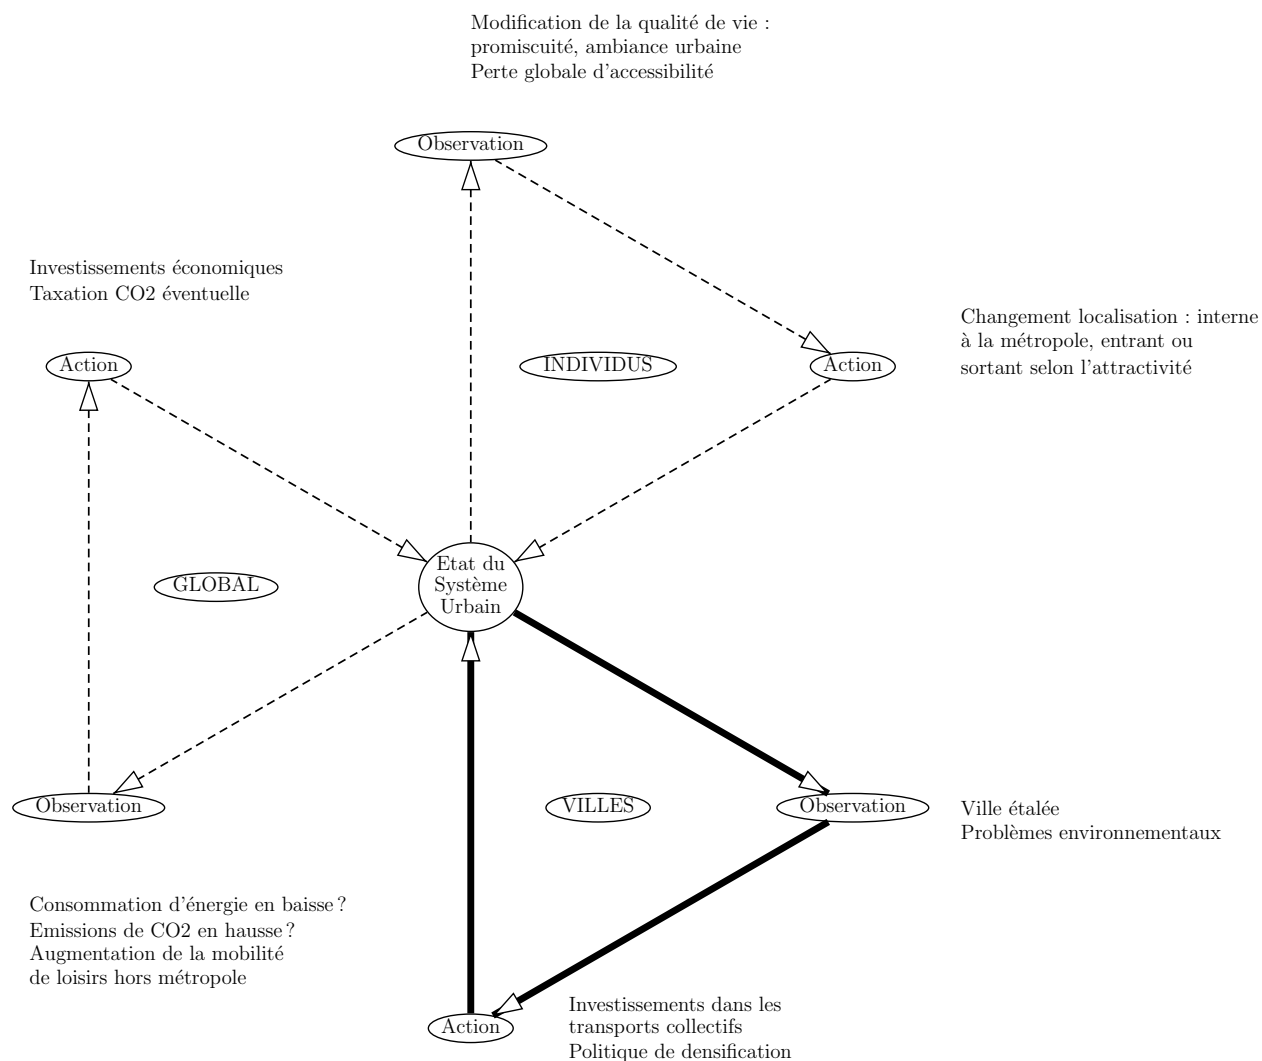 Modification de la qualité de vie :
promiscuité, ambiance urbaine
Perte globale d'accessibilité
Observation
Investissements économiques
Taxation CO2 éventuelle
Changement localisation : interne
à la métropole, entrant ou
sortant selon l'attractivité
Action
INDIVIDUS
Action
Etat du
Système
Urbain
GLOBAL
Observation
VILLES
Observation
Ville étalée
Problèmes environnementaux
Consommation d'énergie en baisse ?
Emissions de CO2 en hausse ?
Augmentation de la mobilité
de loisirs hors métropole
Action
Investissements dans les
transports collectifs
Politique de densification